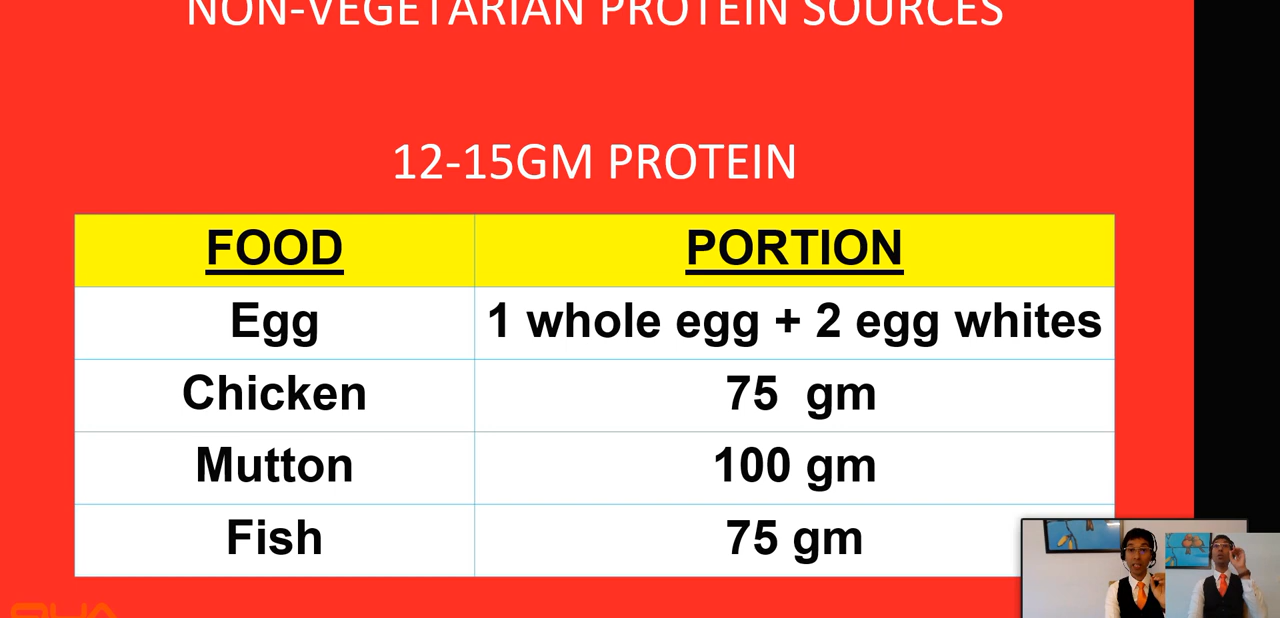 NON-VEGETARIAN PROTEIN SOURCES
12-15GM PROTEIN
FOOD PORTION
Egg 1 whole egg + 2 egg whites
Chicken 75 gm
Mutton 100 gm
Fish 75 gm